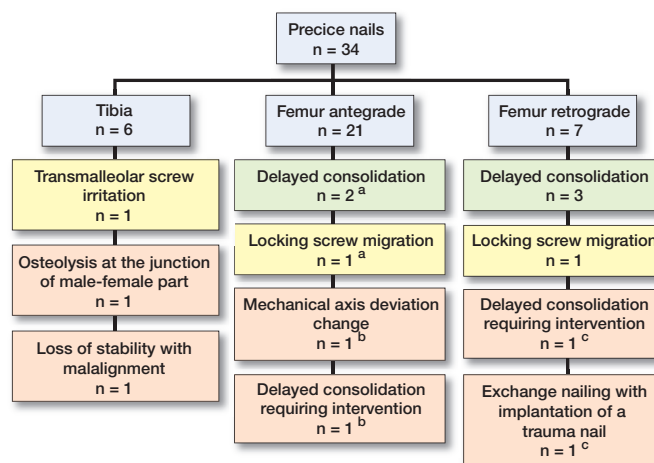 Precice nails
n = 34
Tibia
n = 6
Femur antegrade
n = 21
Femur retrograde
n = 7
Transmalleolar screw
irritation
n = 1
Osteolysis at the junction
of male-female part
n = 1
Loss of stability with
malalignment
n = 1
Delayed consolidation
n = 2 a
Locking screw migration
n = 1 a
Mechanical axis deviation
change
n = 1 b
Delayed consolidation
requiring intervention
n = 1 b
Delayed consolidation
n = 3
Locking screw migration
n = 1
Delayed consolidation
requiring intervention
n = 1 c
Exchange nailing with
implantation of a
trauma nail
n = 1 c